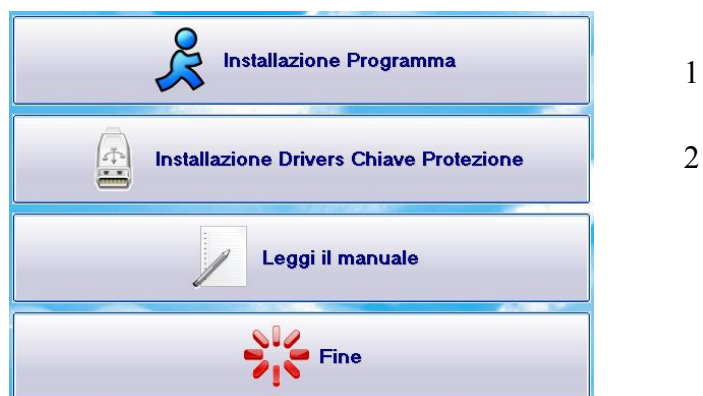 Installazione Programma
1
Installazione Drivers Chiave Protezione
2
Leggi il manuale
Fine